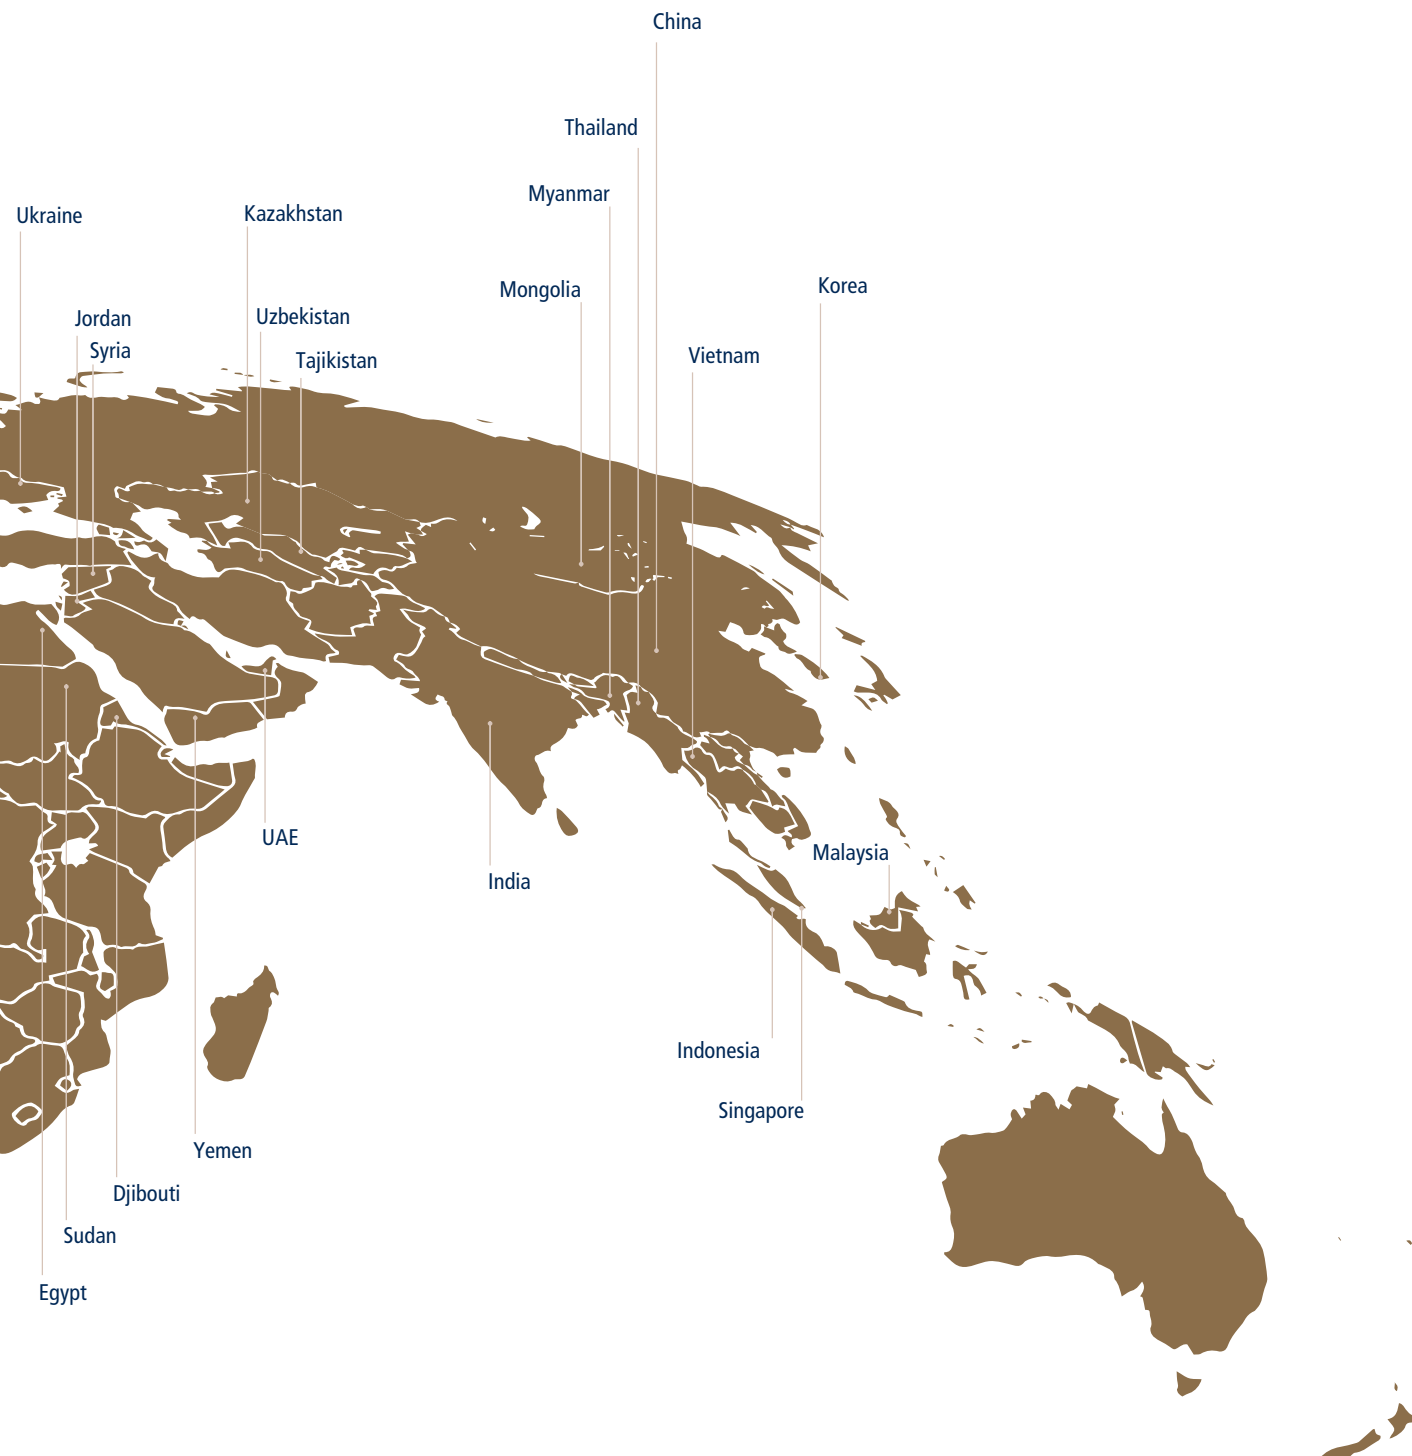 China
Thailand
Myanmar
Ukraine
Kazakhstan
Mongolia
Korea
Jordan
Uzbekistan
Syria
Tajikistan
Vietnam
UAE
Malaysia
India
Indonesia
Singapore
Yemen
Djibouti
Sudan
Egypt